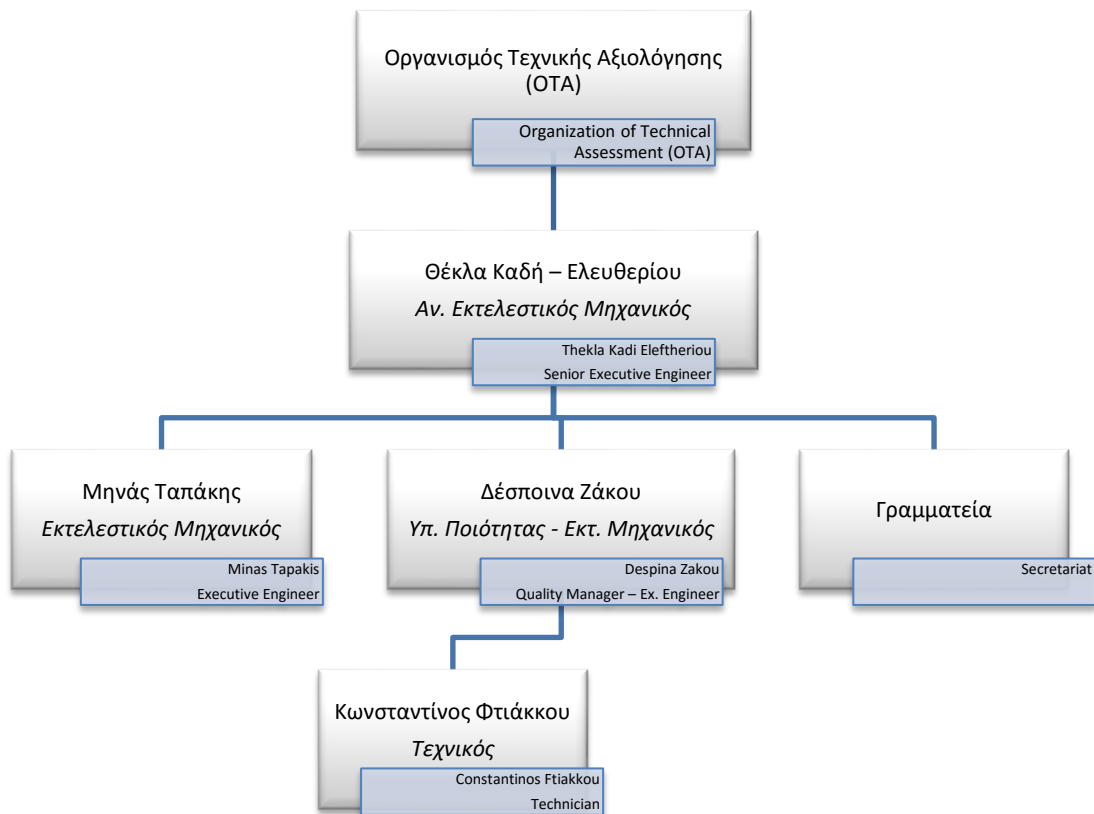 Οργανισμός Τεχνικής Αξιολόγησης
(ΟΤΑ)
Organization of Technical
Assessment (OTA)
Θέκλα Καδή – Ελευθερίου
Αν. Εκτελεστικός Μηχανικός
Thekla Kadi Eleftheriou
Senior Executive Engineer
Μηνάς Ταπάκης
Εκτελεστικός Μηχανικός
Minas Tapakis
Executive Engineer
Δέσποινα Ζάκου
Υπ. Ποιότητας - Εκτ. Μηχανικός
Despina Zakou
Quality Manager – Ex. Engineer
Γραμματεία
Secretariat
Κωνσταντίνος Φτιάκκου
Τεχνικός
Constantinos Ftiakkou
Technician